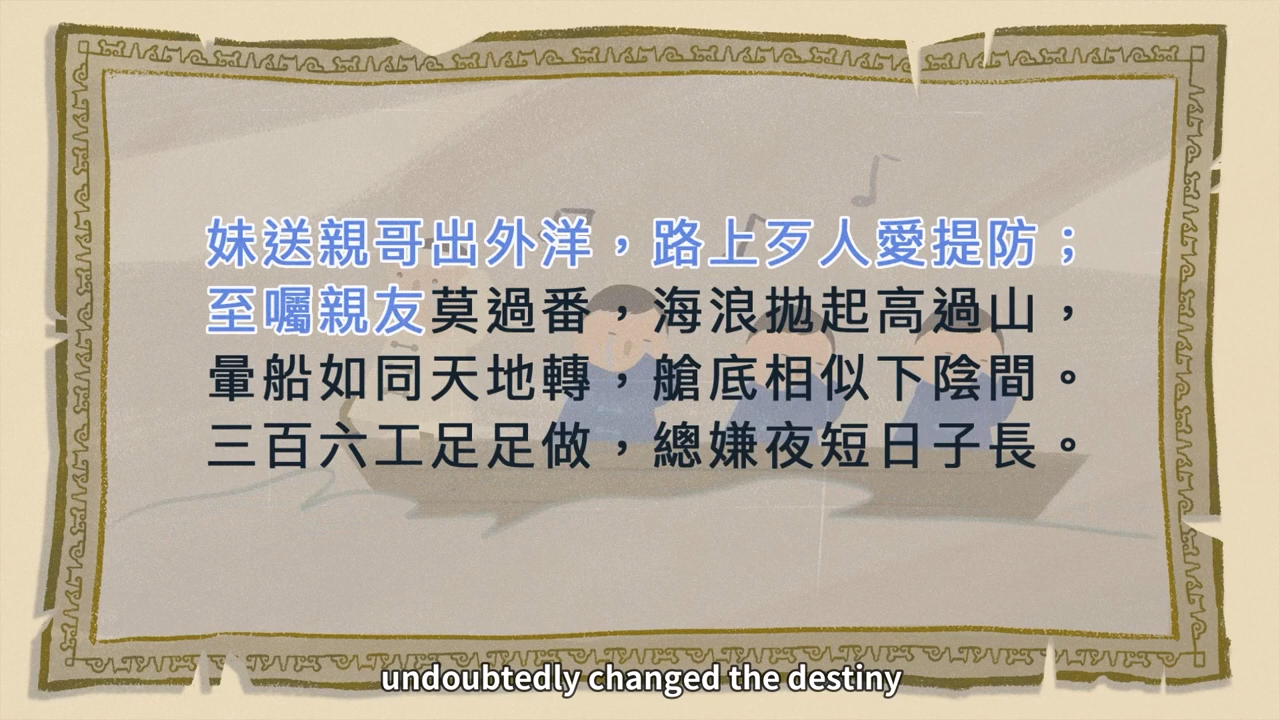 妹送親哥出外洋，路上歹人愛提防；
至囑親友莫過番，海浪拋起高過山，
暈船如同天地轉，艙底相似下陰間。
三百六工足足做，總嫌夜短日子長。
undoubtedly changed the destiny